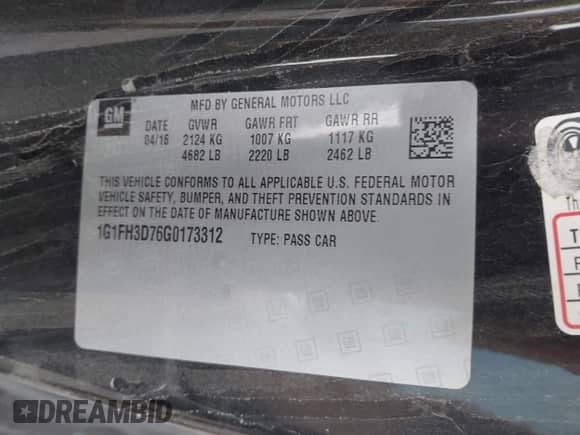 GM
MFD BY GENERAL MOTORS LLC
DATE GVWR GAWR FRT GAWR RR
04/16 2124 KG 1007 KG 1117 KG
4682 LB 2220 LB 2462 LB
THIS VEHICLE CONFORMS TO ALL APPLICABLE U.S. FEDERAL MOTOR
VEHICLE SAFETY, BUMPER, AND THEFT PREVENTION STANDARDS IN
EFFECT ON THE DATE OF MANUFACTURE SHOWN ABOVE.
1G1FH3D76G0173312 TYPE: PASS CAR
DREAMBID